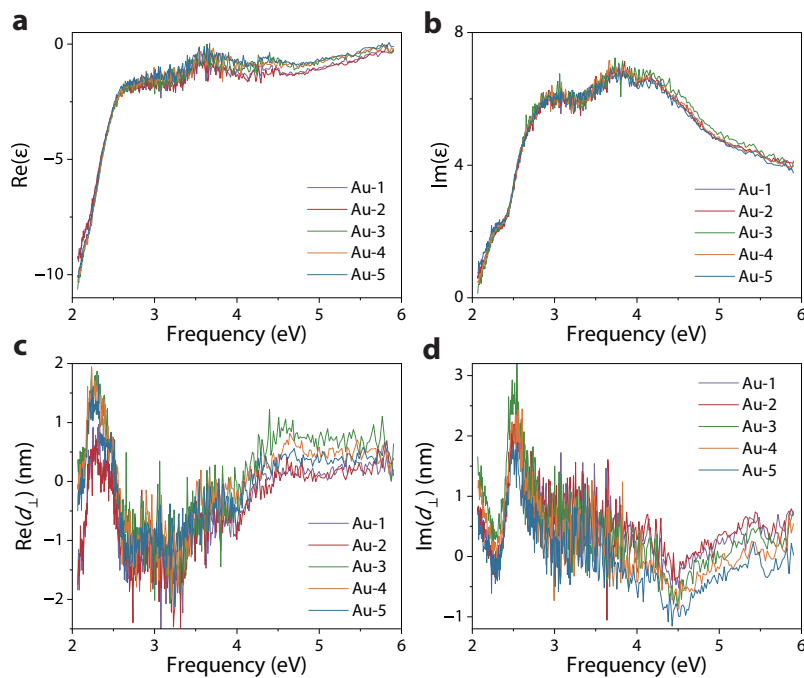 a
0
−5
−10
Re(ε)
Au-1
Au-2
Au-3
Au-4
Au-5
2 3 4 5 6
Frequency (eV)
b
8
4
0
Im(ε)
Au-1
Au-2
Au-3
Au-4
Au-5
2 3 4 5 6
Frequency (eV)
c
2
1
0
−1
−2
Re(d⊥) (nm)
Au-1
Au-2
Au-3
Au-4
Au-5
2 3 4 5 6
Frequency (eV)
d
3
2
1
0
−1
Im(d⊥) (nm)
Au-1
Au-2
Au-3
Au-4
Au-5
2 3 4 5 6
Frequency (eV)